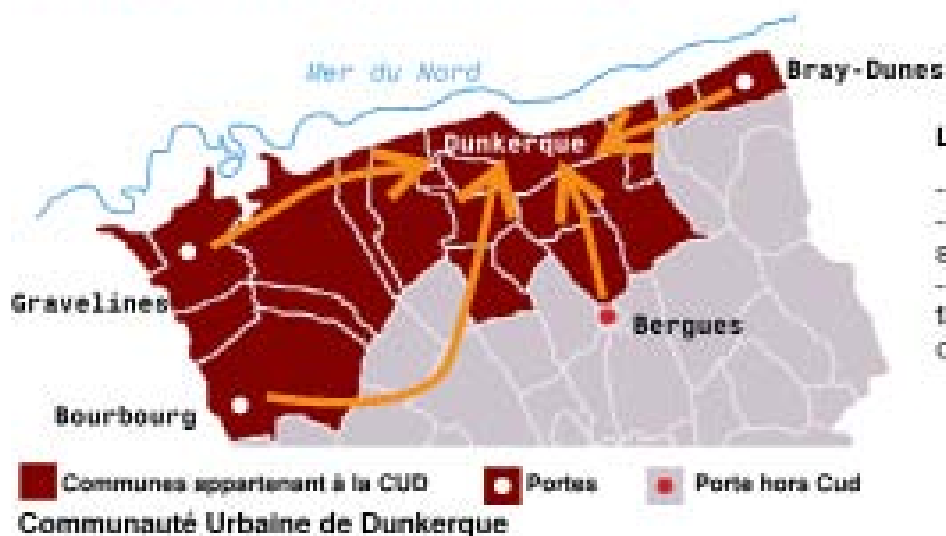 Mer du Nord
Bray-Dunes
Dunkerque
Gravelines
Bergues
Bourbourg
Communes appartenant à la CUD
Portes
Porte hors Cud
Communauté Urbaine de Dunkerque